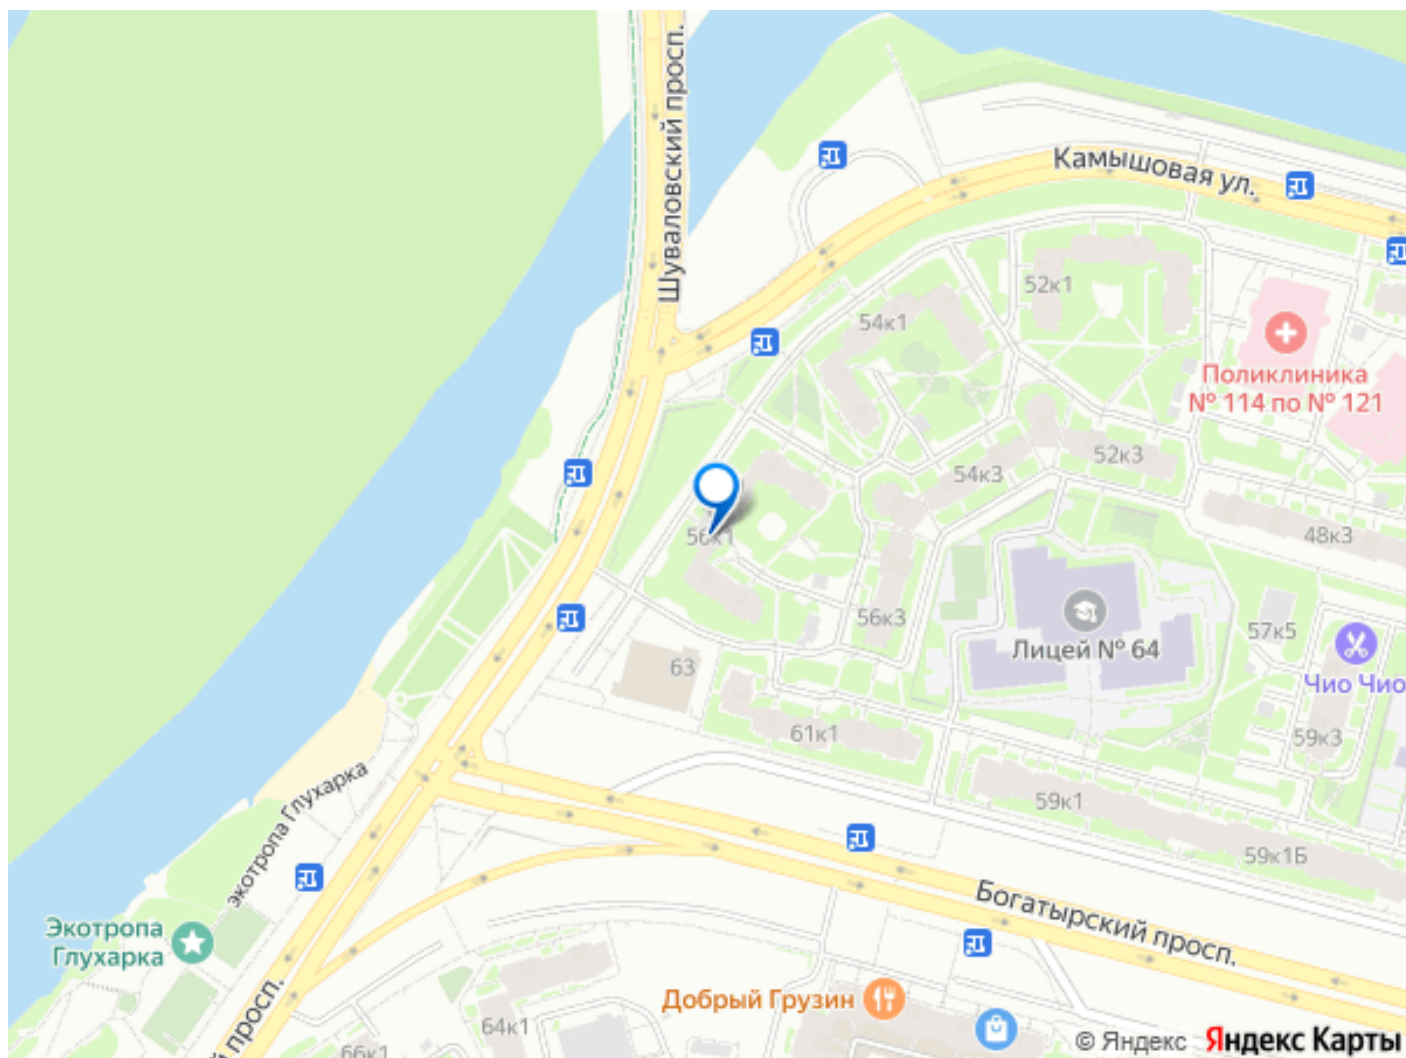 Шуваловский просп.
Камышовая ул.
52к1
54к1
Поликлиника
№ 114 по № 121
52к3
54к3
56к1
48к3
56к3
Лицей № 64
57к5
Чио Чио
63
61к1
59к3
59к1
59к1Б
экотропа Глухарка
Богатырский просп.
Экотропа
Глухарка
й просп.
Добрый Грузин
64к1
66к1
© Яндекс Яндекс Карты